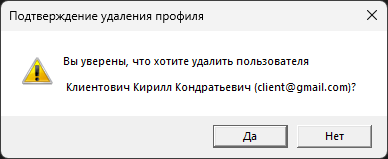 Подтверждение удаления профиля
Вы уверены, что хотите удалить пользователя
Клиентович Кирилл Кондратьевич (client@gmail.com)?
Да
Нет